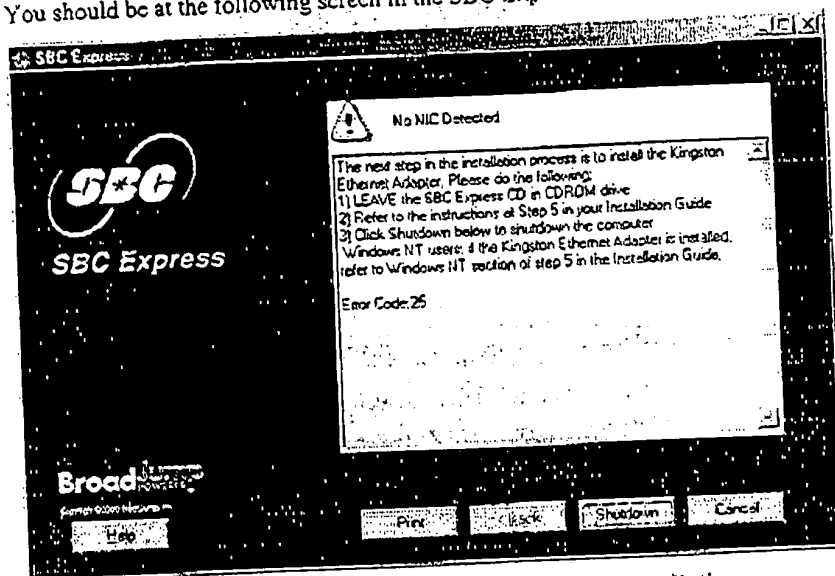 You should be at the following screen in the SBC
SBC Express
No NIC Detected
The next step in the installation process is to install the Kingston
Ethernet Adapter. Please do the following:
1) LEAVE the SBC Express CD in CDROM drive
2) Refer to the instructions at Step 5 in your Installation Guide
3) Click Shutdown below to shutdown the computer
Windows NT users, if the Kingston Ethernet Adapter is installed,
refer to Windows NT section of step 5 in the Installation Guide.
Error Code:25
SBC
SBC Express
Broad
Help
Print
Shutdown
Cancel